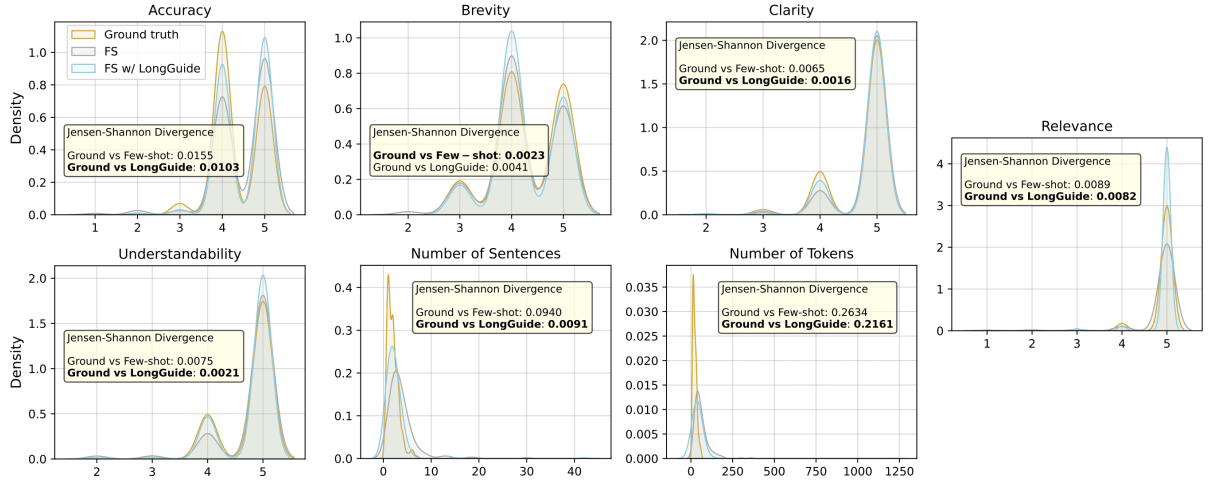 Accuracy
Density
1.0
0.8
0.6
0.4
0.2
0.0
1 2 3 4 5
Ground truth
FS
FS w/ LongGuide
Jensen-Shannon Divergence
Ground vs Few-shot: 0.0155
Ground vs LongGuide: 0.0103
Brevity
1.0
0.8
0.6
0.4
0.2
0.0
2 3 4 5
Jensen-Shannon Divergence
Ground vs Few − shot: 0.0023
Ground vs LongGuide: 0.0041
Clarity
2.0
1.5
1.0
0.5
0.0
2 3 4 5
Jensen-Shannon Divergence
Ground vs Few-shot: 0.0065
Ground vs LongGuide: 0.0016
Relevance
4
3
2
1
0
1 2 3 4 5
Jensen-Shannon Divergence
Ground vs Few-shot: 0.0089
Ground vs LongGuide: 0.0082
Understandability
Density
2.0
1.5
1.0
0.5
0.0
2 3 4 5
Jensen-Shannon Divergence
Ground vs Few-shot: 0.0075
Ground vs LongGuide: 0.0021
Number of Sentences
0.4
0.3
0.2
0.1
0.0
0 20 40
Jensen-Shannon Divergence
Ground vs Few-shot: 0.0940
Ground vs LongGuide: 0.0091
Number of Tokens
0.035
0.030
0.025
0.020
0.015
0.010
0.005
0.000
0 250 500 750 1000 1250
Jensen-Shannon Divergence
Ground vs Few-shot: 0.2634
Ground vs LongGuide: 0.2161